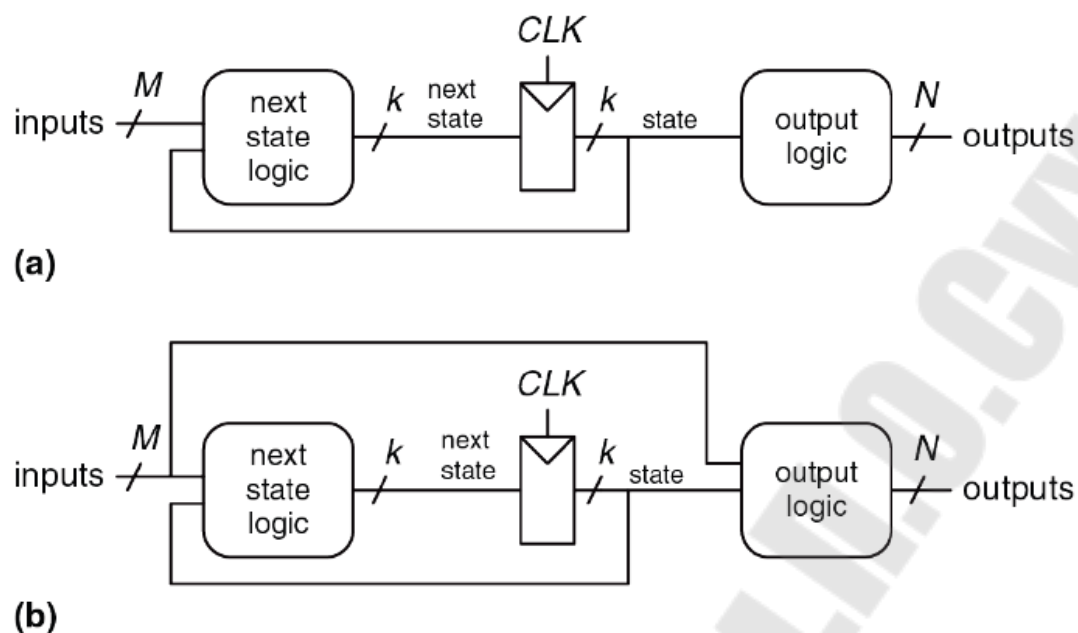 CLK
M
inputs
next
state
logic
k
next
state
k
state
output
logic
N
outputs
(a)
CLK
M
inputs
next
state
logic
k
next
state
k
state
output
logic
N
outputs
(b)